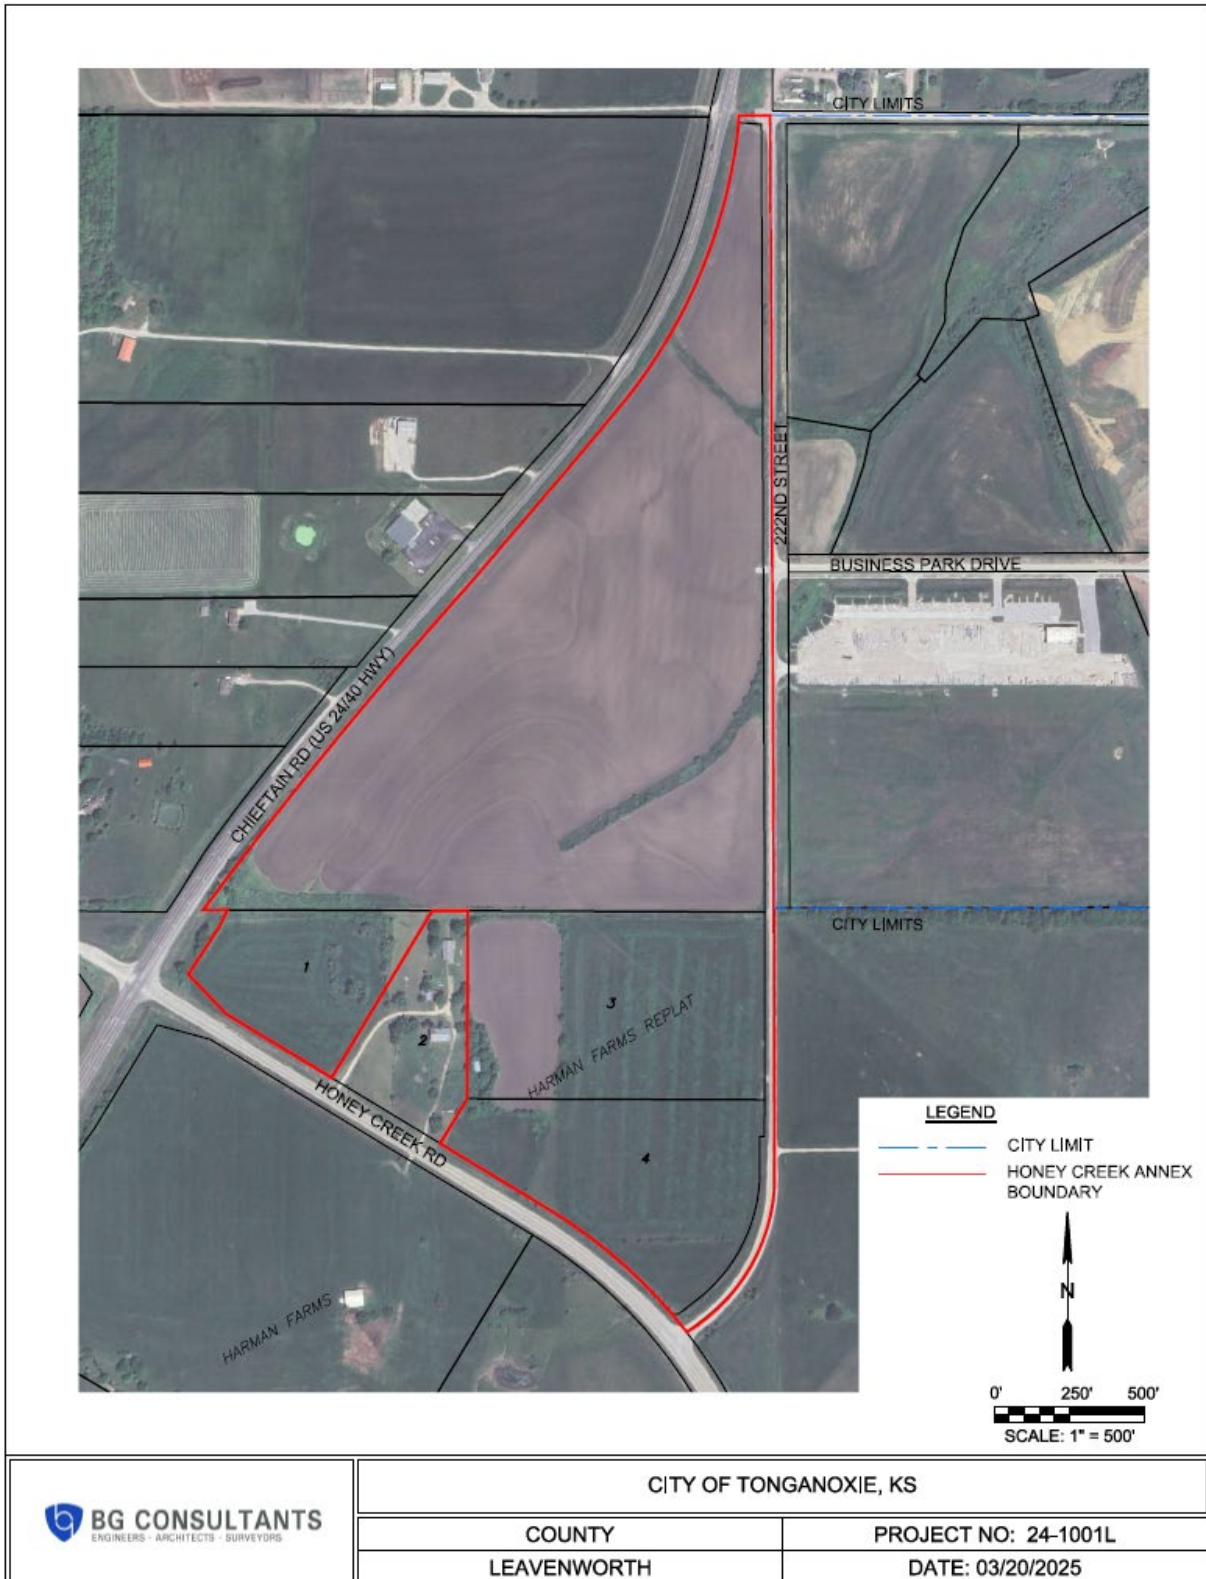 CITY LIMITS
222ND STREET
BUSINESS PARK DRIVE
CHIEFTAIN RD (US 24/40 HWY)
CITY LIMITS
1
2
3
HARMAN FARMS REPLAT
HONEY CREEK RD
4
HARMAN FARMS
LEGEND
CITY LIMIT
HONEY CREEK ANNEX
BOUNDARY
N
0' 250' 500'
SCALE: 1" = 500'
BG CONSULTANTS
ENGINEERS - ARCHITECTS - SURVEYORS
CITY OF TONGANOXIE, KS
COUNTY
PROJECT NO: 24-1001L
LEAVENWORTH
DATE: 03/20/2025